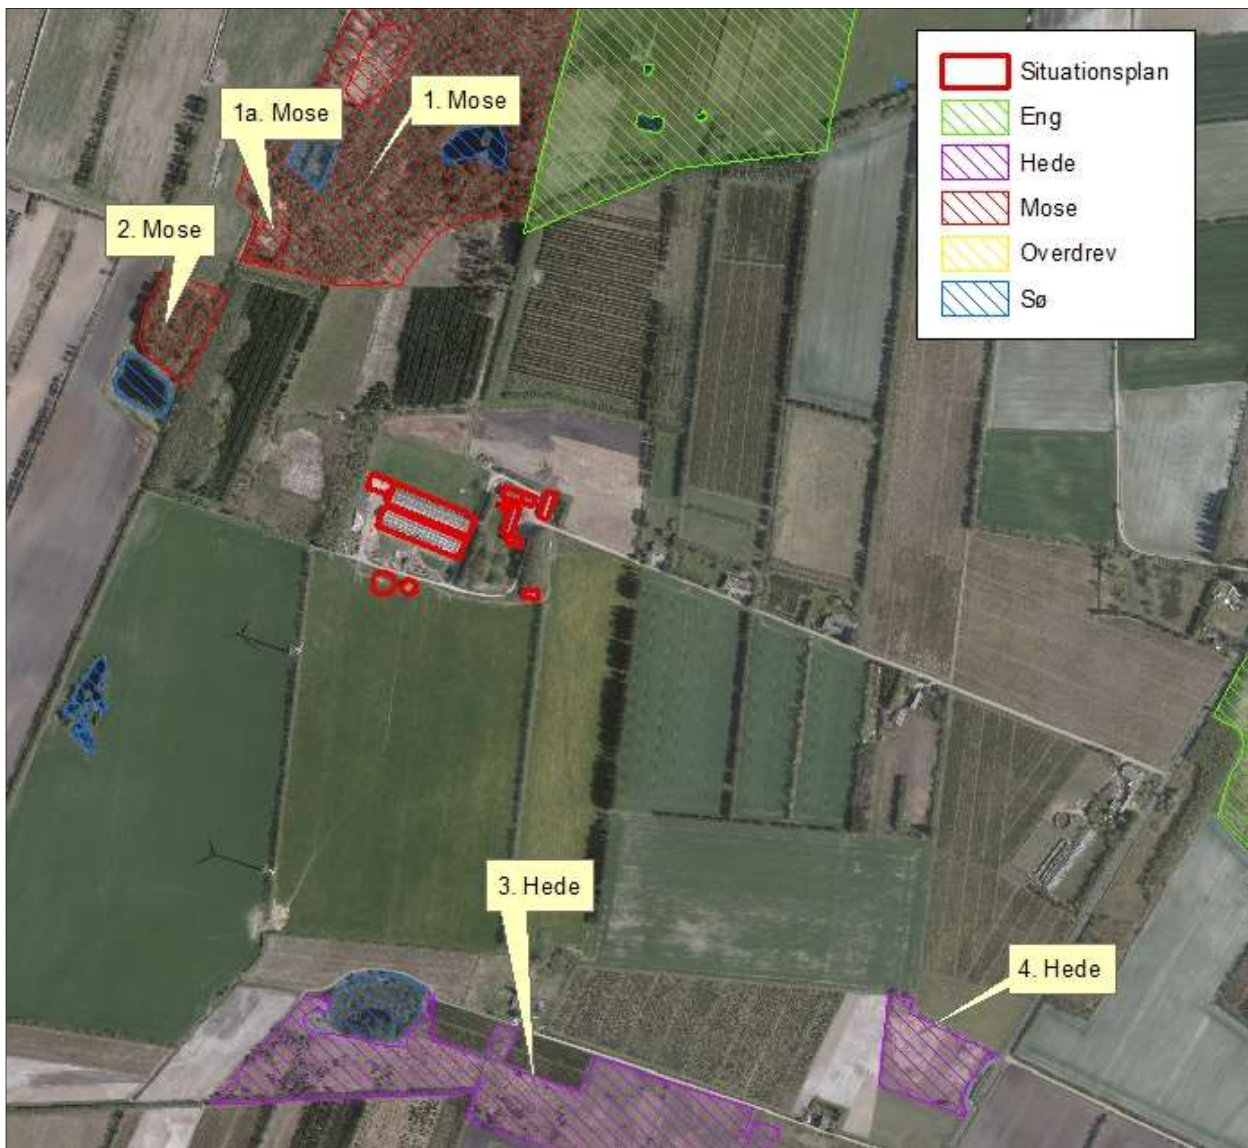 1a. Mose
1. Mose
2. Mose
3. Hede
4. Hede
Situationsplan
Eng
Hede
Mose
Overdrev
Sø